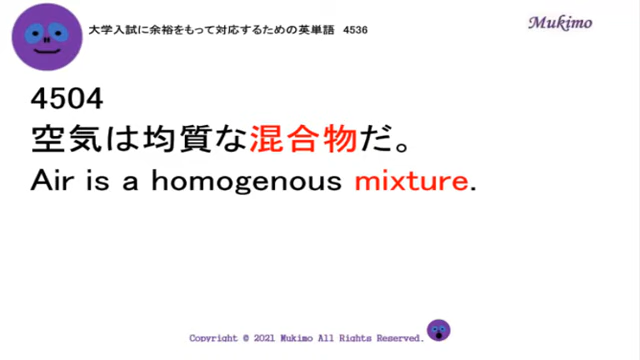 大学入試に余裕をもって対応するための英単語 4536
Mukimo
4504
空気は均質な混合物だ。
Air is a homogenous mixture.
Copyright © 2021 Mukimo All Rights Reserved.